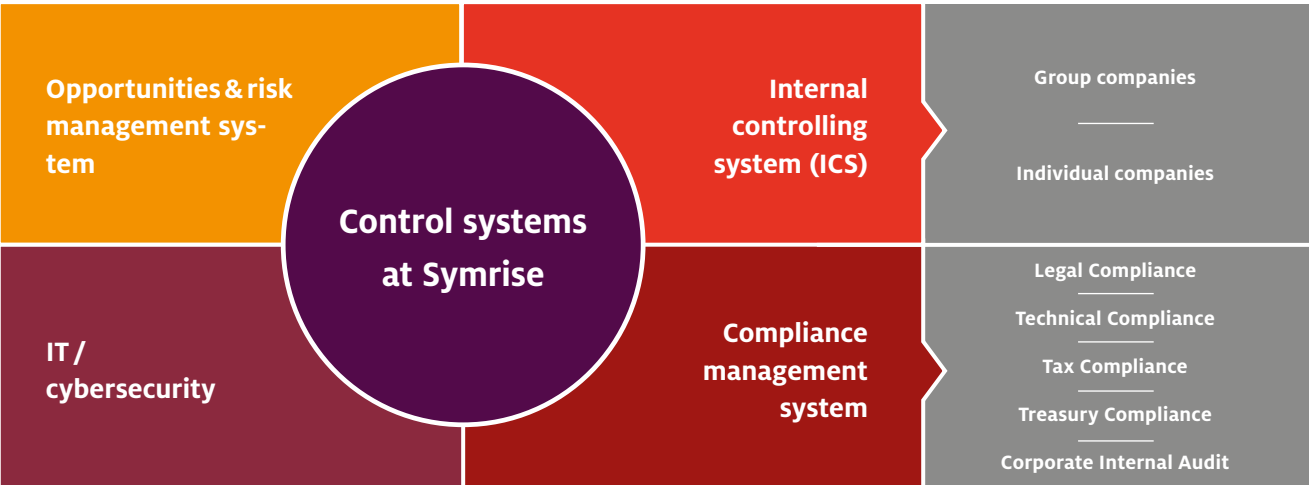 Opportunities & risk
management sys-
tem
Internal
controlling
system (ICS)
Group companies
Individual companies
Control systems
at Symrise
IT /
cybersecurity
Compliance
management
system
Legal Compliance
Technical Compliance
Tax Compliance
Treasury Compliance
Corporate Internal Audit